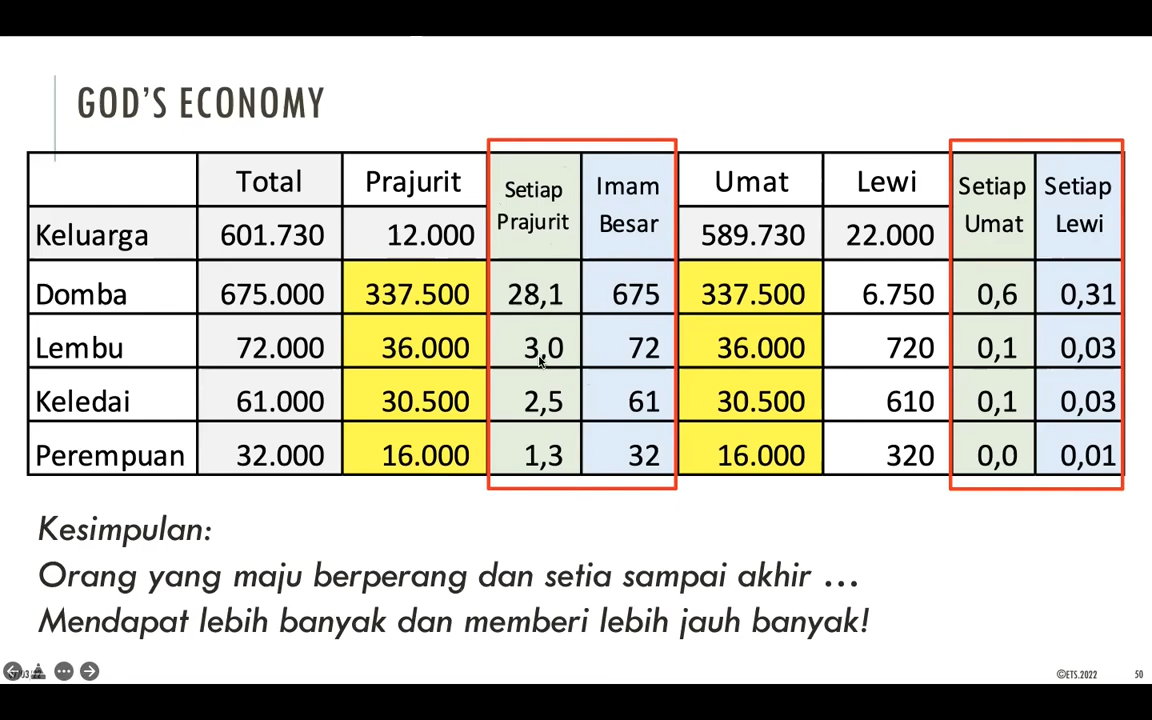 GOD'S ECONOMY
Total Prajurit Setiap Prajurit Imam Besar Umat Lewi Setiap Umat Setiap Lewi
Keluarga 601.730 12.000 589.730 22.000
Domba 675.000 337.500 28,1 675 337.500 6.750 0,6 0,31
Lembu 72.000 36.000 3,0 72 36.000 720 0,1 0,03
Keledai 61.000 30.500 2,5 61 30.500 610 0,1 0,03
Perempuan 32.000 16.000 1,3 32 16.000 320 0,0 0,01
Kesimpulan:
Orang yang maju berperang dan setia sampai akhir ...
Mendapat lebih banyak dan memberi lebih jauh banyak!
©ETS.2022 50